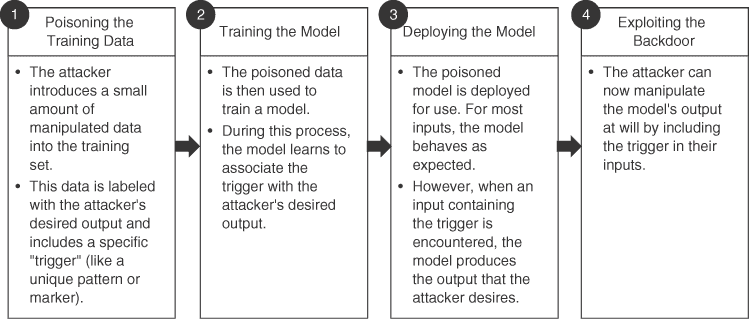 1
Poisoning the
Training Data
• The attacker
introduces a small
amount of
manipulated data
into the training
set.
• This data is labeled
with the attacker's
desired output and
includes a specific
"trigger" (like a
unique pattern or
marker).
2
Training the Model
• The poisoned data
is then used to
train a model.
• During this process,
the model learns to
associate the
trigger with the
attacker's desired
output.
3
Deploying the Model
• The poisoned
model is deployed
for use. For most
inputs, the model
behaves as
expected.
• However, when an
input containing
the trigger is
encountered, the
model produces
the output that the
attacker desires.
4
Exploiting the
Backdoor
• The attacker can
now manipulate
the model's output
at will by including
the trigger in their
inputs.